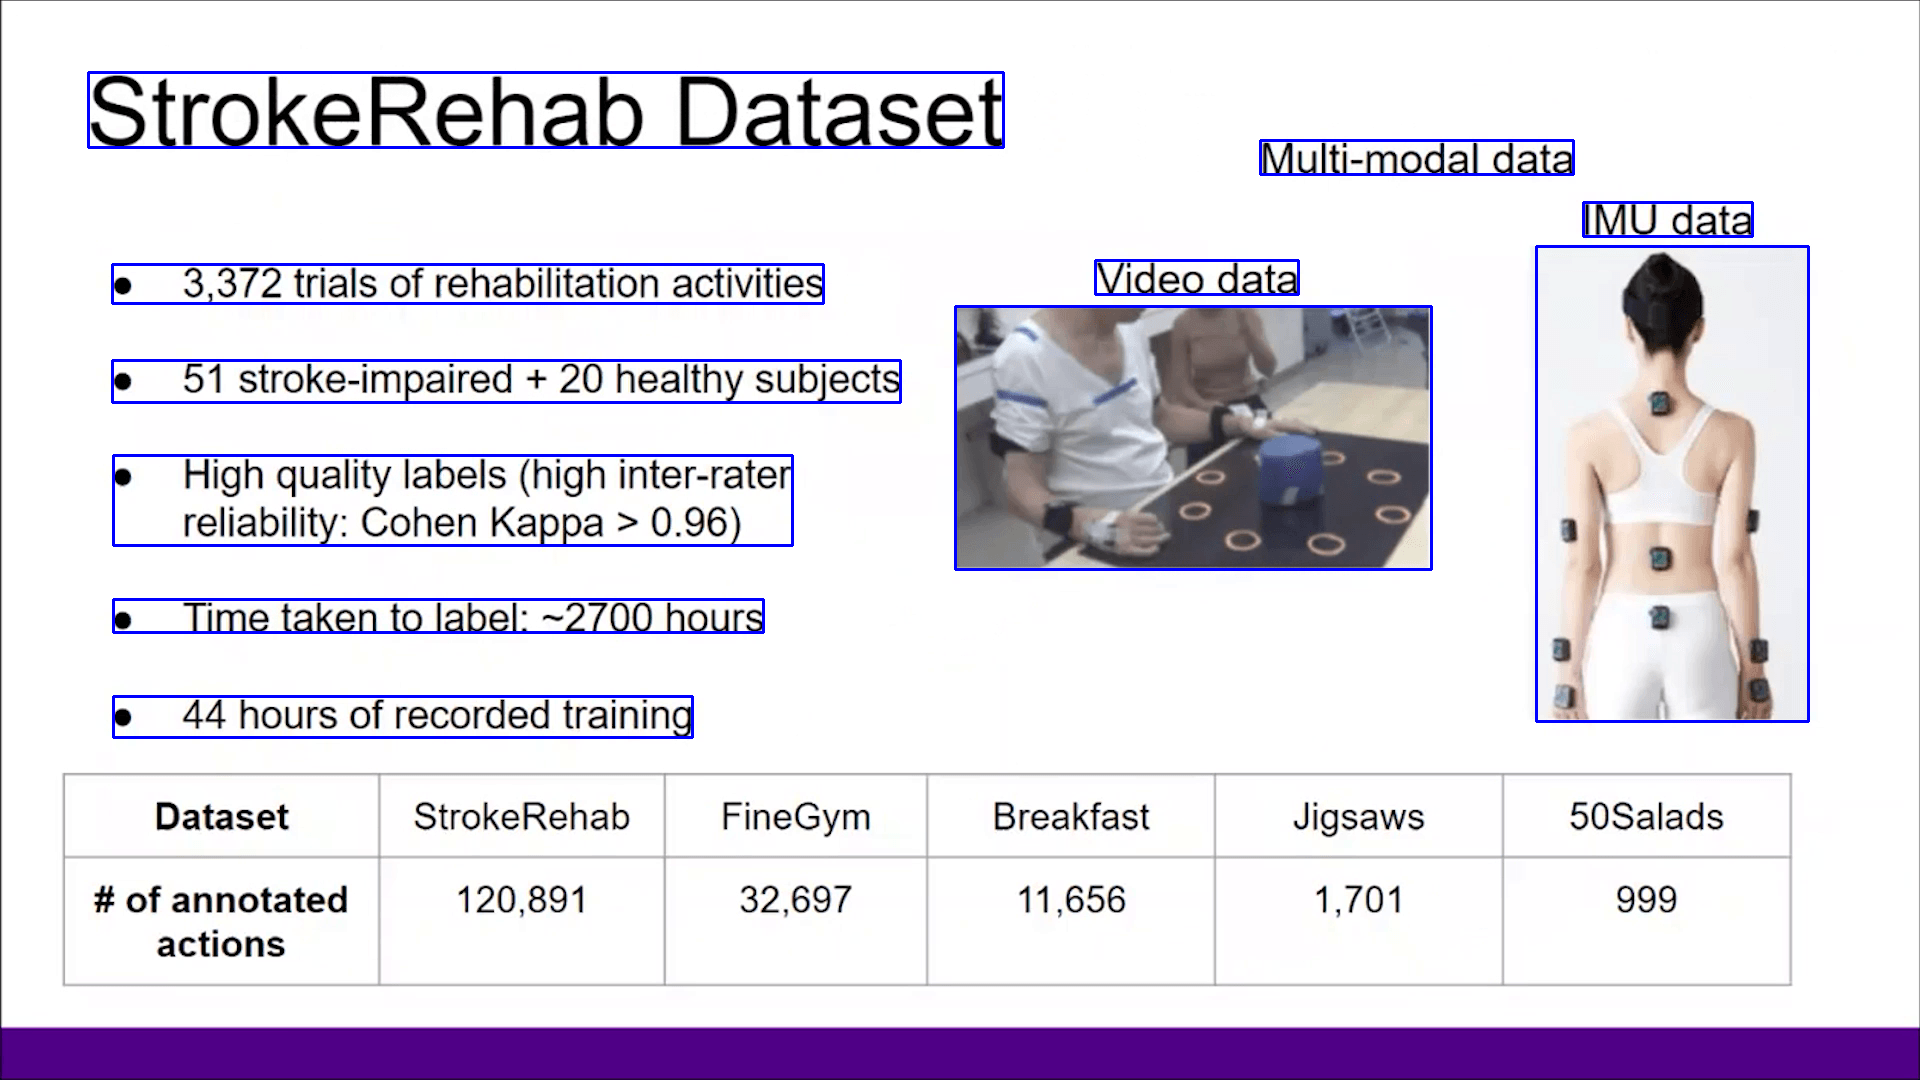 StrokeRehab Dataset
Multi-modal data
IMU data
Video data
● 3,372 trials of rehabilitation activities
● 51 stroke-impaired + 20 healthy subjects
● High quality labels (high inter-rater
reliability: Cohen Kappa > 0.96)
● Time taken to label: ~2700 hours
● 44 hours of recorded training
Dataset StrokeRehab FineGym Breakfast Jigsaws 50Salads
# of annotated 120,891 32,697 11,656 1,701 999
actions